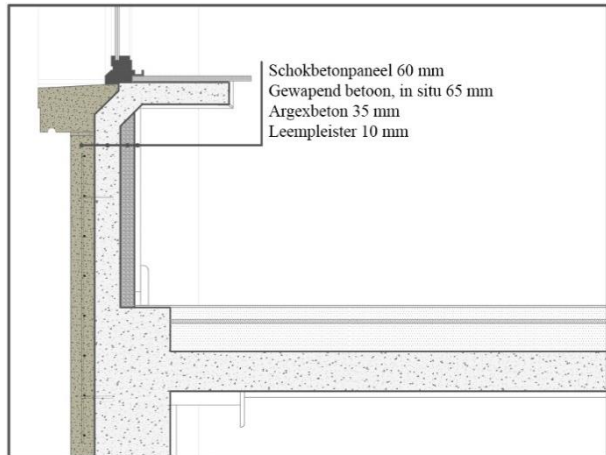 Schokbetonpaneel 60 mm
Gewapend betoon, in situ 65 mm
Argexbeton 35 mm
Leempleister 10 mm